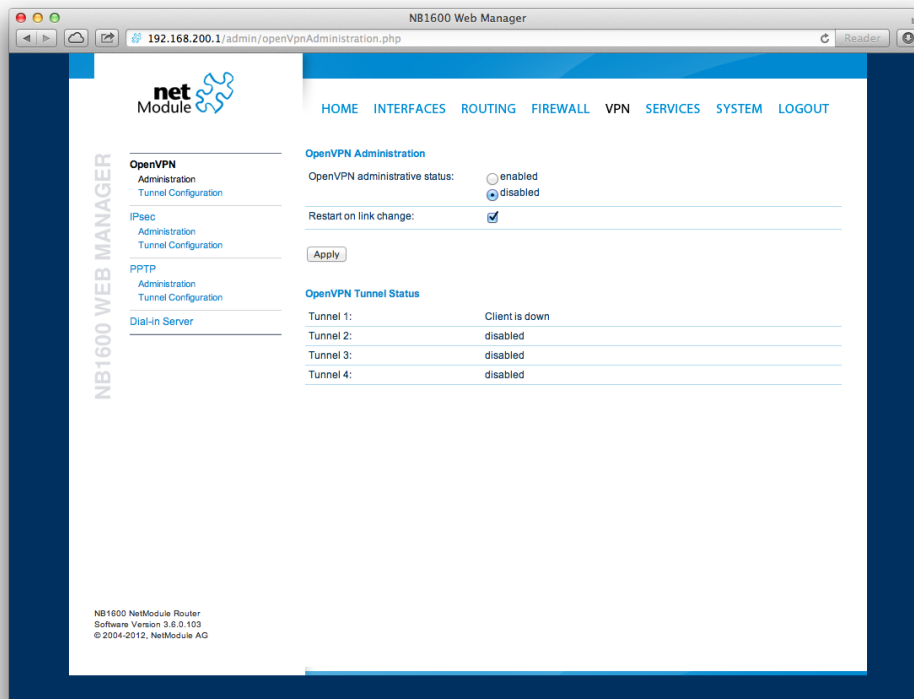 NB1600 Web Manager
192.168.200.1/admin/openVpnAdministration.php
Reader
net
Module
HOME INTERFACES ROUTING FIREWALL VPN SERVICES SYSTEM LOGOUT
NB1600 WEB MANAGER
OpenVPN
Administration
Tunnel Configuration
IPsec
Administration
Tunnel Configuration
PPTP
Administration
Tunnel Configuration
Dial-in Server
OpenVPN Administration
OpenVPN administrative status: enabled
disabled
Restart on link change:
Apply
OpenVPN Tunnel Status
Tunnel 1: Client is down
Tunnel 2: disabled
Tunnel 3: disabled
Tunnel 4: disabled
NB1600 NetModule Router
Software Version 3.6.0.103
© 2004-2012, NetModule AG